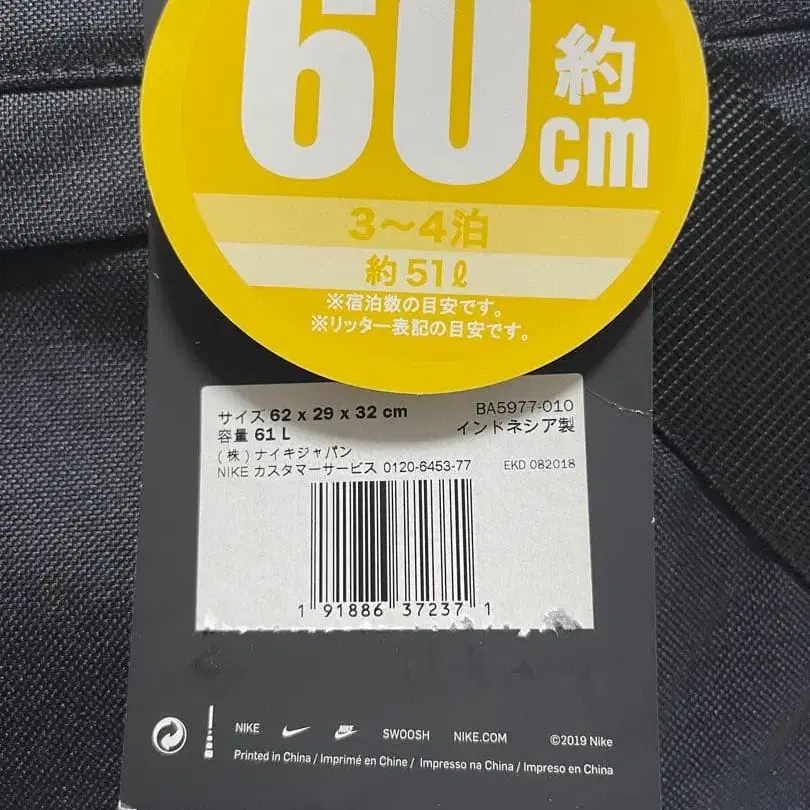 60 約
cm
3～4泊
約51ℓ
※宿泊数の目安です。
※リッター表記の目安です。
サイズ 62 x 29 x 32 cm BA5977-010
容量 61 L インドネシア製
(株)ナイキジャパン
NIKE カスタマーサービス 0120-6453-77 EKD 082018
1 91886 37237 1
NIKE SWOOSH NIKE.COM ©2019 Nike
Printed in China / Imprimé en Chine / Impresso na China / Impreso en China